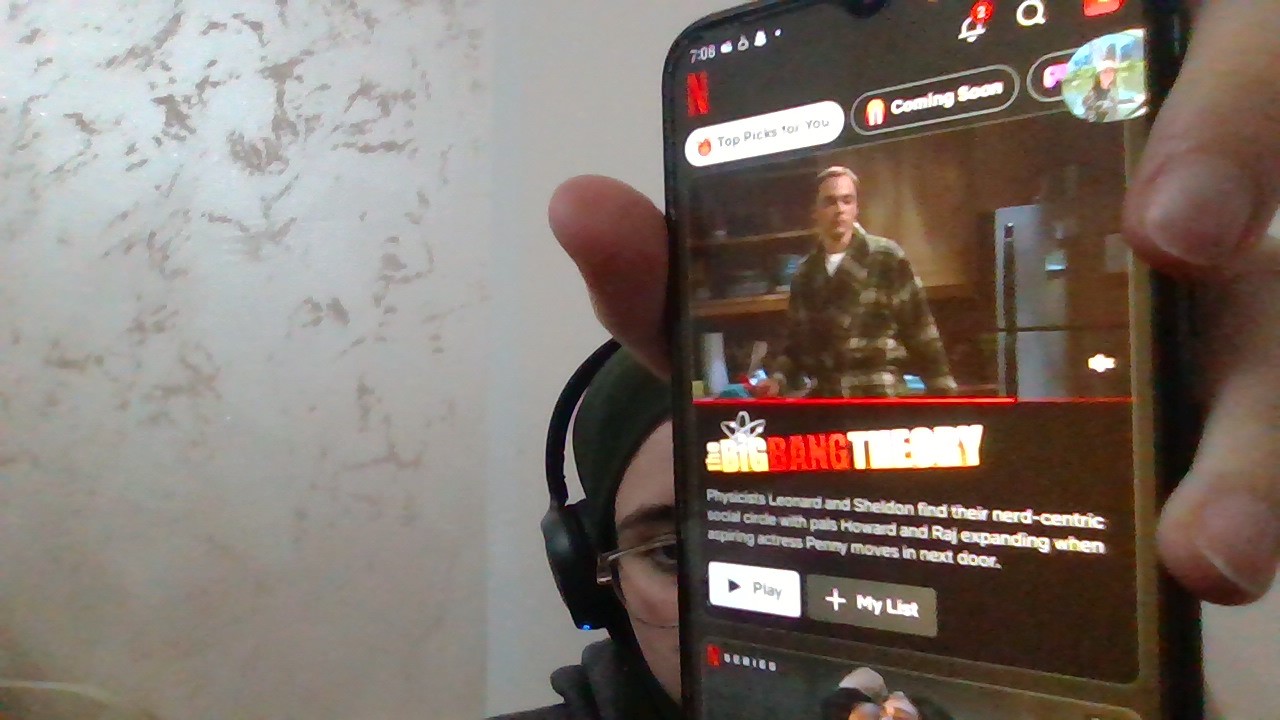 7:08
2
N
Top Picks for You
Coming Soon
THE BIG BANG THEORY
Physicists Leonard and Sheldon find their nerd-centric
social circle with pals Howard and Raj expanding when
aspiring actress Penny moves in next door.
Play
+ My List
N SERIES